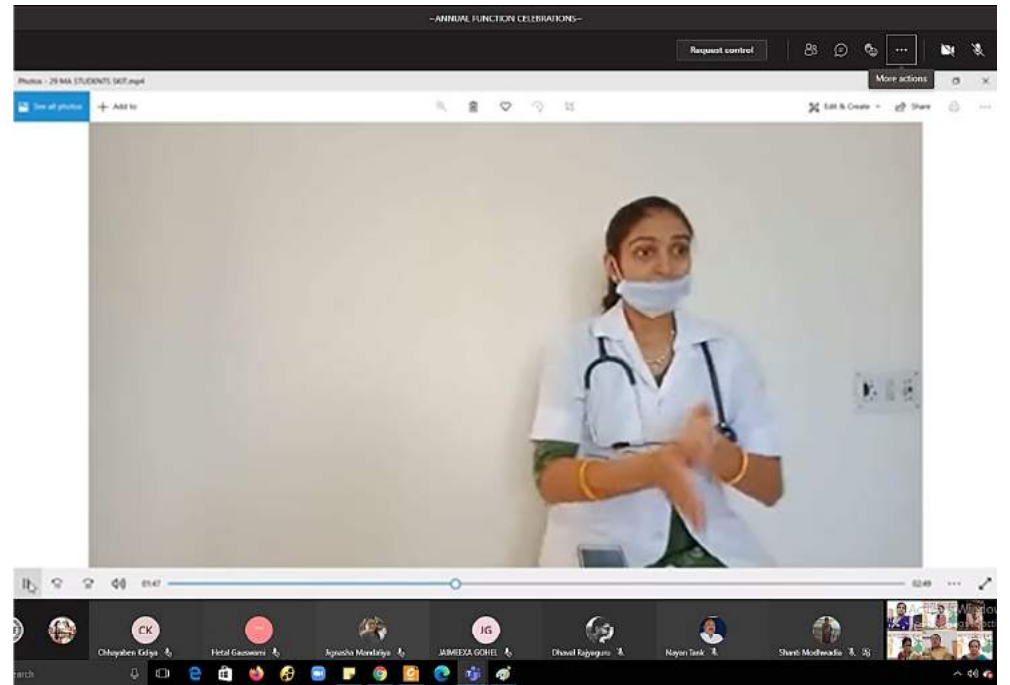 ~ANNUAL FUNCTION CELEBRATIONS~
Request control
More actions
Photos - 29 MA STUDENTS SKIT.mp4
See all photos
Add to
Edit & Create
Share
01:47
02:49
CK
JG
Chhayaben Hetal Gauswami Jignasha Mandaliya JAIMEEXA GOHEL Dhaval Rajyaguru Nayan Tank Shanti Modhwadia